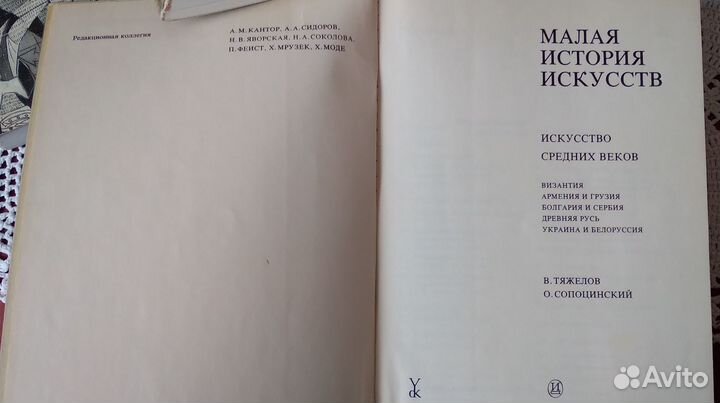 Редакционная коллегия
А. М. КАНТОР, А. А. СИДОРОВ,
Н. В. ЯВОРСКАЯ, Н. А. СОКОЛОВА,
П. ФЕИСТ, Х. МРУЗЕК, Х. МОДЕ
МАЛАЯ
ИСТОРИЯ
ИСКУССТВ
ИСКУССТВО
СРЕДНИХ ВЕКОВ
ВИЗАНТИЯ
АРМЕНИЯ И ГРУЗИЯ
БОЛГАРИЯ И СЕРБИЯ
ДРЕВНЯЯ РУСЬ
УКРАИНА И БЕЛОРУССИЯ
В. ТЯЖЕЛОВ
О. СОПОЦИНСКИЙ
Avito